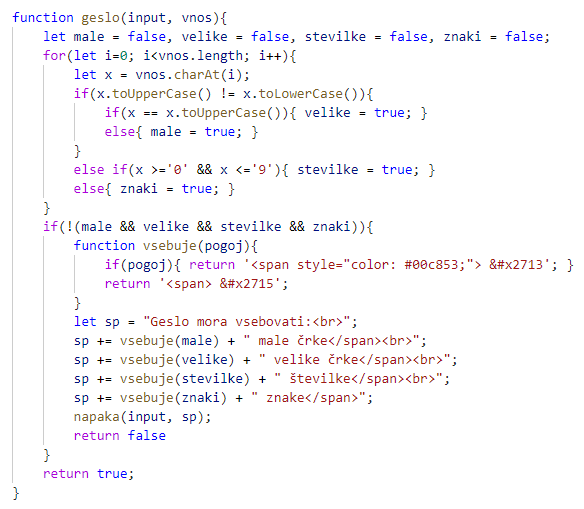 function geslo(input, vnos){
    let male = false, velike = false, stevilke = false, znaki = false;
    for(let i=0; i<vnos.length; i++){
        let x = vnos.charAt(i);
        if(x.toUpperCase() != x.toLowerCase()){
            if(x == x.toUpperCase()){ velike = true; }
            else{ male = true; }
        }
        else if(x >='0' && x <='9'){ stevilke = true; }
        else{ znaki = true; }
    }
    if(!(male && velike && stevilke && znaki)){
        function vsebuje(pogoj){
            if(pogoj){ return '<span style="color: #00c853;"> &#x2713'; }
            return '<span> &#x2715';
        }
        let sp = "Geslo mora vsebovati:<br>";
        sp += vsebuje(male) + " male črke</span><br>";
        sp += vsebuje(velike) + " velike črke</span><br>";
        sp += vsebuje(stevilke) + " številke</span><br>";
        sp += vsebuje(znaki) + " znake</span>";
        napaka(input, sp);
        return false
    }
    return true;
}